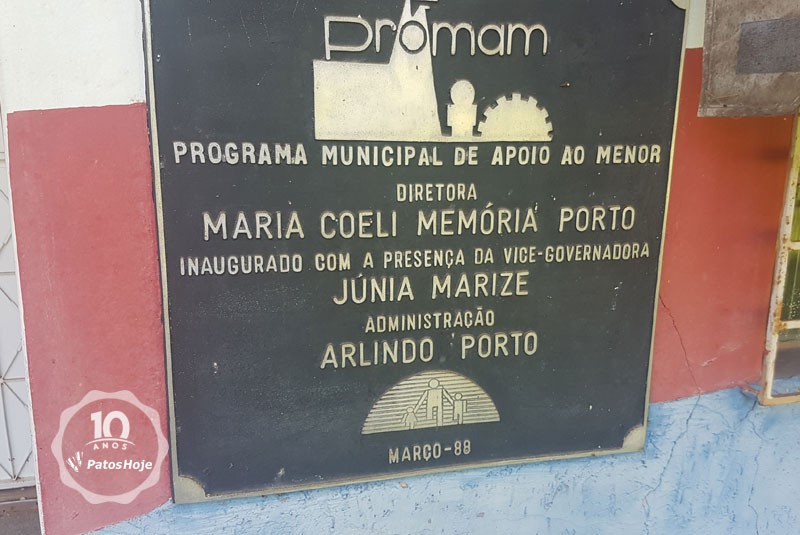 promam
PROGRAMA MUNICIPAL DE APOIO AO MENOR
DIRETORA
MARIA COELI MEMÓRIA PORTO
INAUGURADO COM A PRESENÇA DA VICE-GOVERNADORA
JÚNIA MARIZE
ADMINISTRAÇÃO
ARLINDO PORTO
MARÇO-89
10
ANOS
PatosHoje